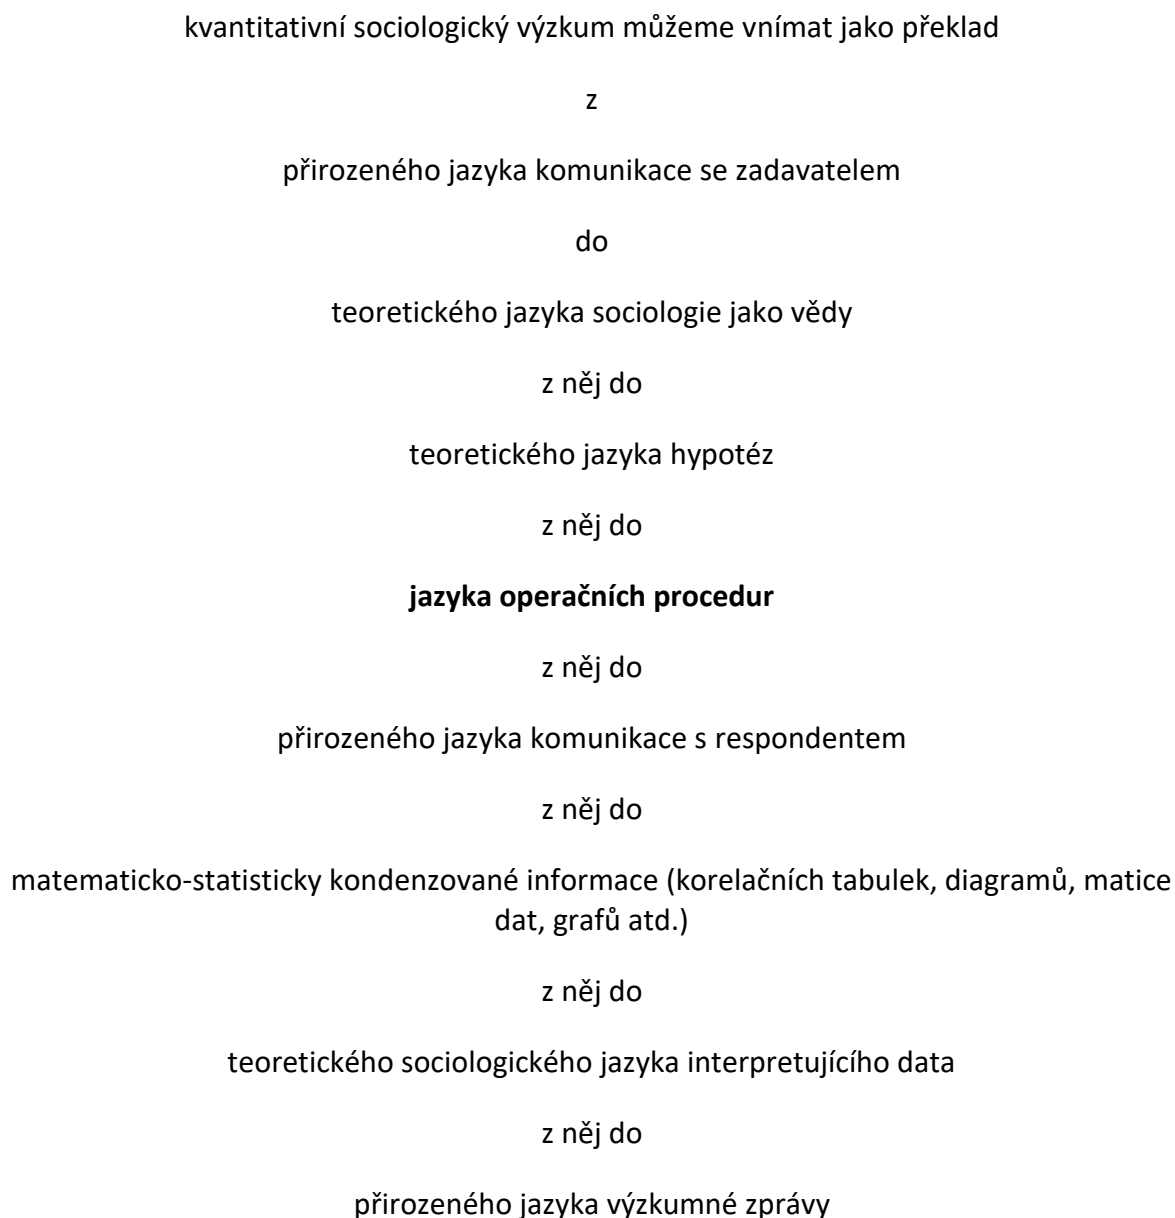 kvantitativní sociologický výzkum můžeme vnímat jako překlad
z
přirozeného jazyka komunikace se zadavatelem
do
teoretického jazyka sociologie jako vědy
z něj do
teoretického jazyka hypotéz
z něj do
jazyka operačních procedur
z něj do
přirozeného jazyka komunikace s respondentem
z něj do
matematicko-statisticky kondenzované informace (korelačních tabulek, diagramů, matice
dat, grafů atd.)
z něj do
teoretického sociologického jazyka interpretujícího data
z něj do
přirozeného jazyka výzkumné zprávy